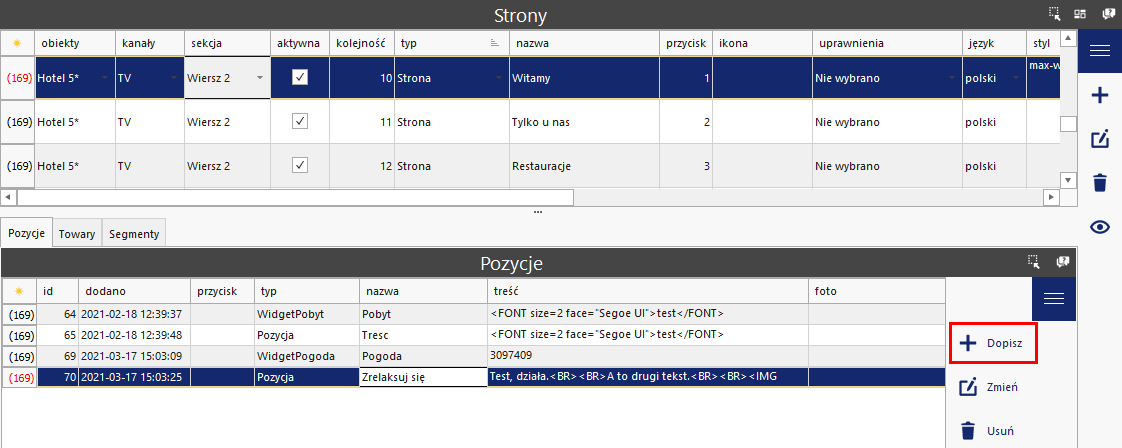 Strony
obiekty kanały sekcja aktywna kolejność typ nazwa przycisk ikona uprawnienia język styl
(169) Hotel 5* TV Wiersz 2 10 Strona Witamy 1 Nie wybrano polski max-w
(169) Hotel 5* TV Wiersz 2 11 Strona Tylko u nas 2 Nie wybrano polski
(169) Hotel 5* TV Wiersz 2 12 Strona Restauracje 3 Nie wybrano polski
Pozycje Towary Segmenty
Pozycje
id dodano przycisk typ nazwa treść foto
(169) 64 2021-02-18 12:39:37 WidgetPobyt Pobyt <FONT size=2 face="Segoe UI">test</FONT>
(169) 65 2021-02-18 12:39:48 Pozycja Tresc <FONT size=2 face="Segoe UI">test</FONT>
(169) 69 2021-03-17 15:03:09 WidgetPogoda Pogoda 3097409
(169) 70 2021-03-17 15:03:25 Pozycja Zrelaksuj się Test, działa.<BR><BR>A to drugi tekst.<BR><BR><IMG
Dopisz
Zmień
Usuń